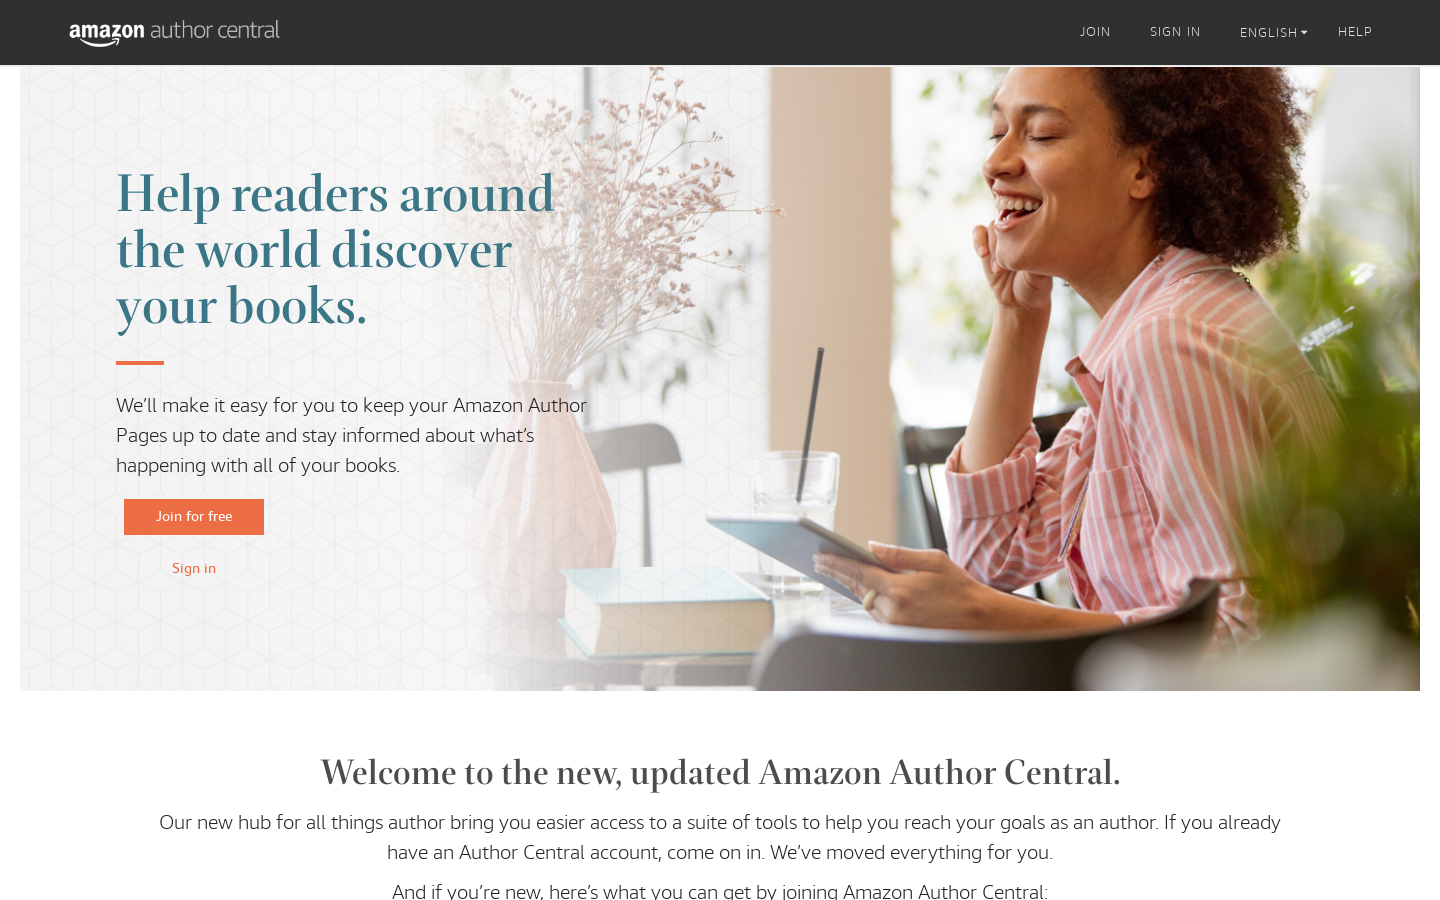 amazon author central
JOIN
SIGN IN
ENGLISH
HELP
Help readers around
the world discover
your books.
We’ll make it easy for you to keep your Amazon Author
Pages up to date and stay informed about what’s
happening with all of your books.
Join for free
Sign in
Welcome to the new, updated Amazon Author Central.
Our new hub for all things author bring you easier access to a suite of tools to help you reach your goals as an author. If you already
have an Author Central account, come on in. We’ve moved everything for you.
And if you’re new, here’s what you can get by joining Amazon Author Central: